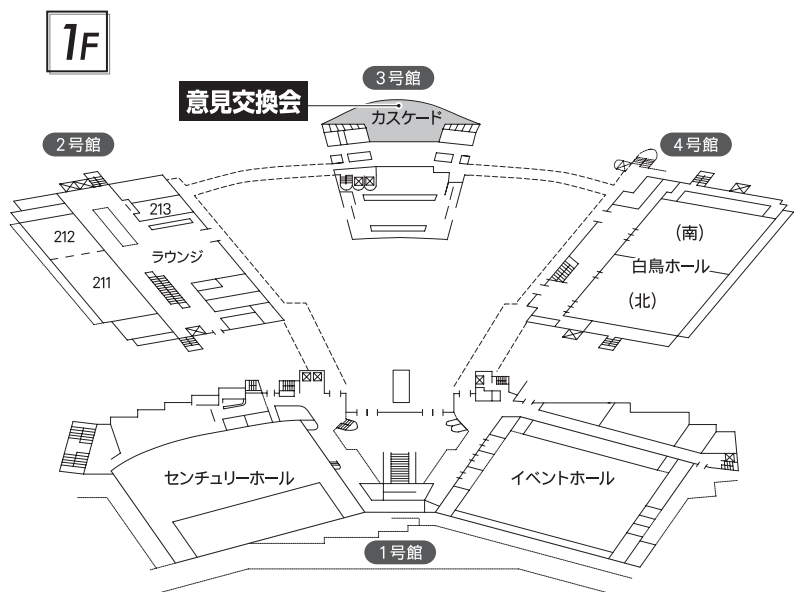 1F
3号館
意見交換会
カスケード
2号館
4号館
213
212
(南)
ラウンジ
白鳥ホール
211
(北)
センチュリーホール
イベントホール
1号館